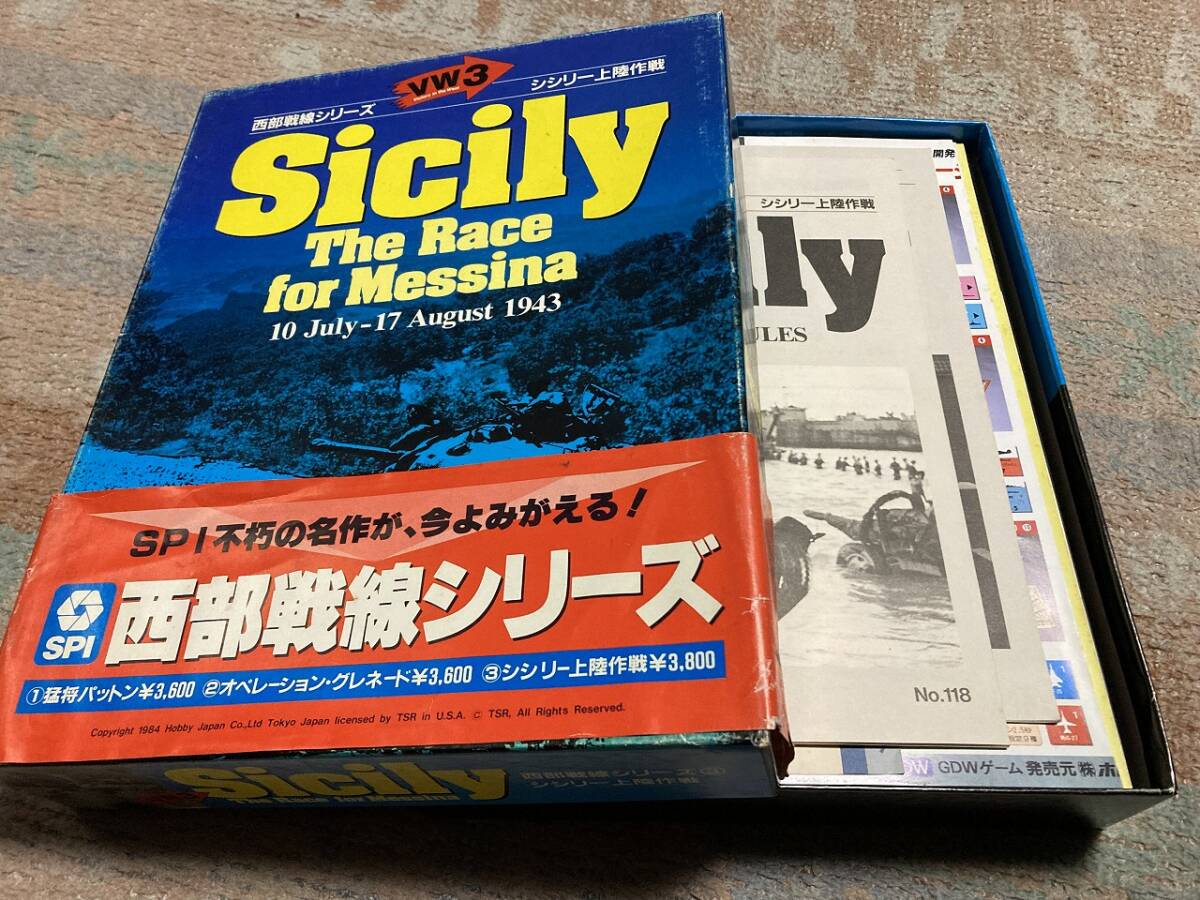 VW3
西部戦線シリーズ
シシリー上陸作戦
Sicily
The Race
for Messina
10 July-17 August 1943
SPI不朽の名作が、今よみがえる!
SPI
西部戦線シリーズ
①猛将パットン¥3,600 ②オペレーション・グレネード¥3,600 ③シシリー上陸作戦¥3,800
Copyright 1984 Hobby Japan Co.,Ltd Tokyo Japan licensed by TSR in U.S.A. © TSR, All Rights Reserved.
Sicily
The Race for Messina
西部戦線シリーズ
シシリー上陸作戦
シシリー上陸作戦
ily
ULES
No.118
開発
GDWゲーム 発売元 ㈱ホ